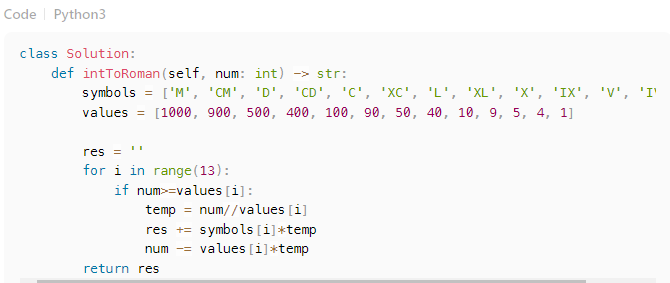 Code | Python3
class Solution:
    def intToRoman(self, num: int) -> str:
        symbols = ['M', 'CM', 'D', 'CD', 'C', 'XC', 'L', 'XL', 'X', 'IX', 'V', 'I
        values = [1000, 900, 500, 400, 100, 90, 50, 40, 10, 9, 5, 4, 1]
        res = ''
        for i in range(13):
            if num>=values[i]:
                temp = num//values[i]
                res += symbols[i]*temp
                num -= values[i]*temp
        return res